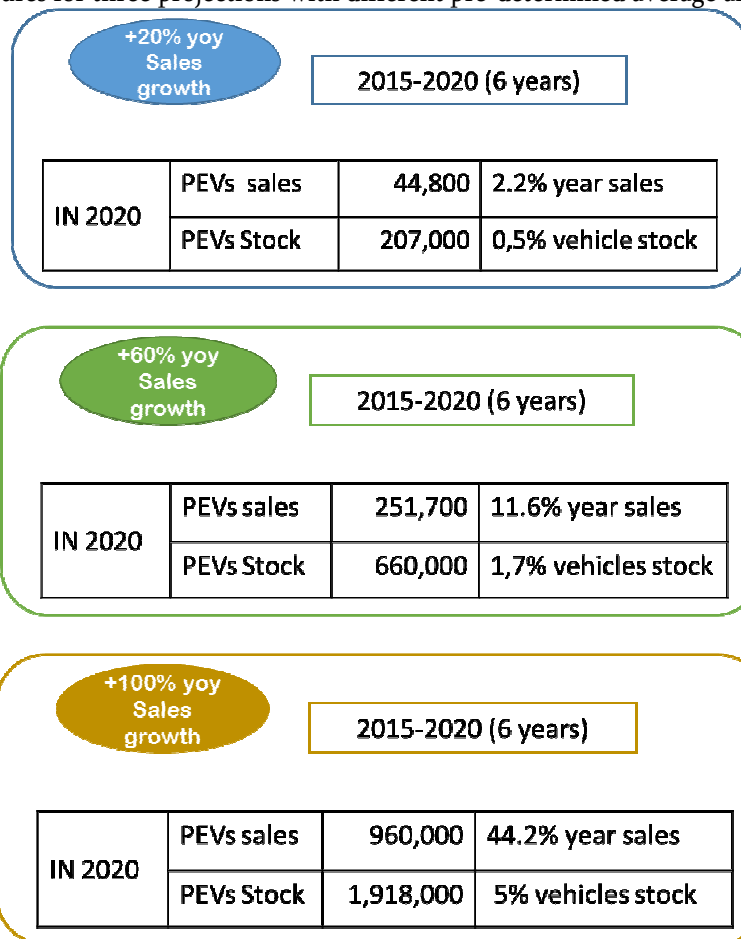 +20% yoy
Sales
growth
2015-2020 (6 years)
IN 2020
PEVs sales 44,800 2.2% year sales
PEVs Stock 207,000 0,5% vehicle stock
+60% yoy
Sales
growth
2015-2020 (6 years)
IN 2020
PEVs sales 251,700 11.6% year sales
PEVs Stock 660,000 1,7% vehicles stock
+100% yoy
Sales
growth
2015-2020 (6 years)
IN 2020
PEVs sales 960,000 44.2% year sales
PEVs Stock 1,918,000 5% vehicles stock